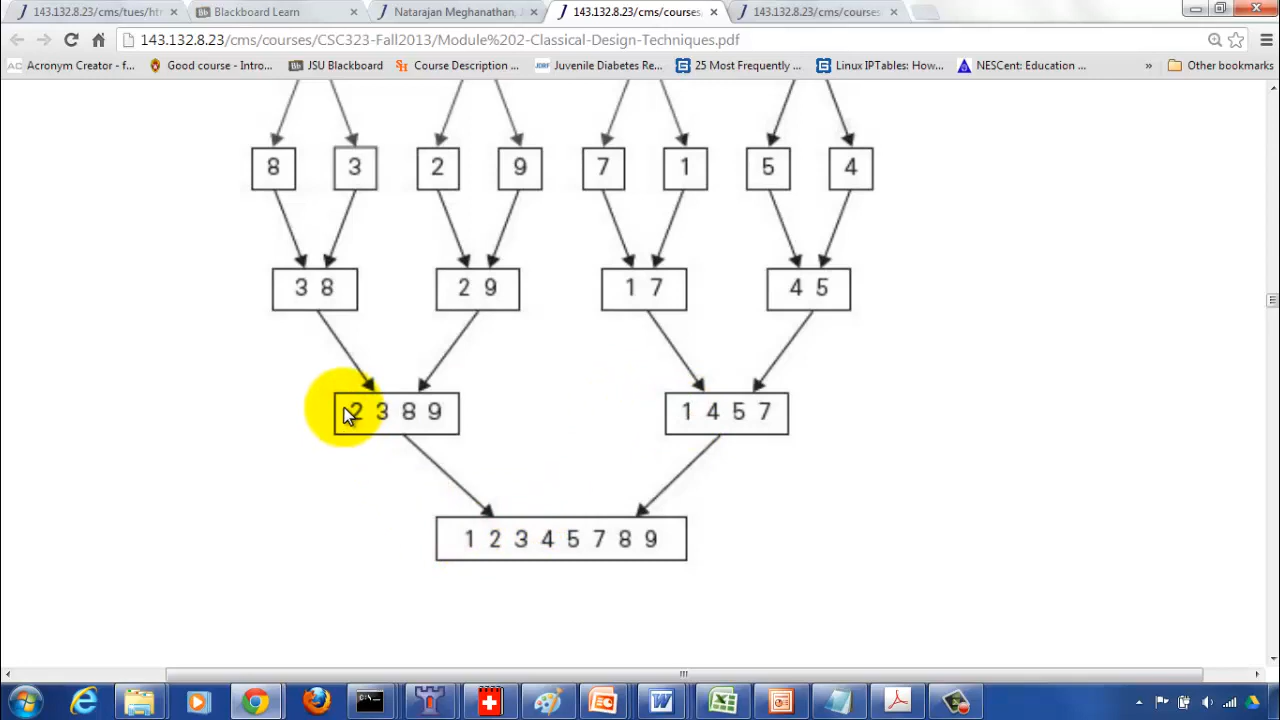 143.132.8.23/cms/tues/ht
Blackboard Learn
Natarajan Meghanathan,
143.132.8.23/cms/courses
143.132.8.23/cms/courses
143.132.8.23/cms/courses/CSC323-Fall2013/Module%202-Classical-Design-Techniques.pdf
AC Acronym Creator - f...
Good course - Intro...
Bb JSU Blackboard
Course Description ...
JDRF Juvenile Diabetes Re...
25 Most Frequently ...
Linux IPTables: How...
NESCent: Education ...
»
Other bookmarks
8 3 2 9 7 1 5 4
3 8 2 9 1 7 4 5
2 3 8 9 1 4 5 7
1 2 3 4 5 7 8 9